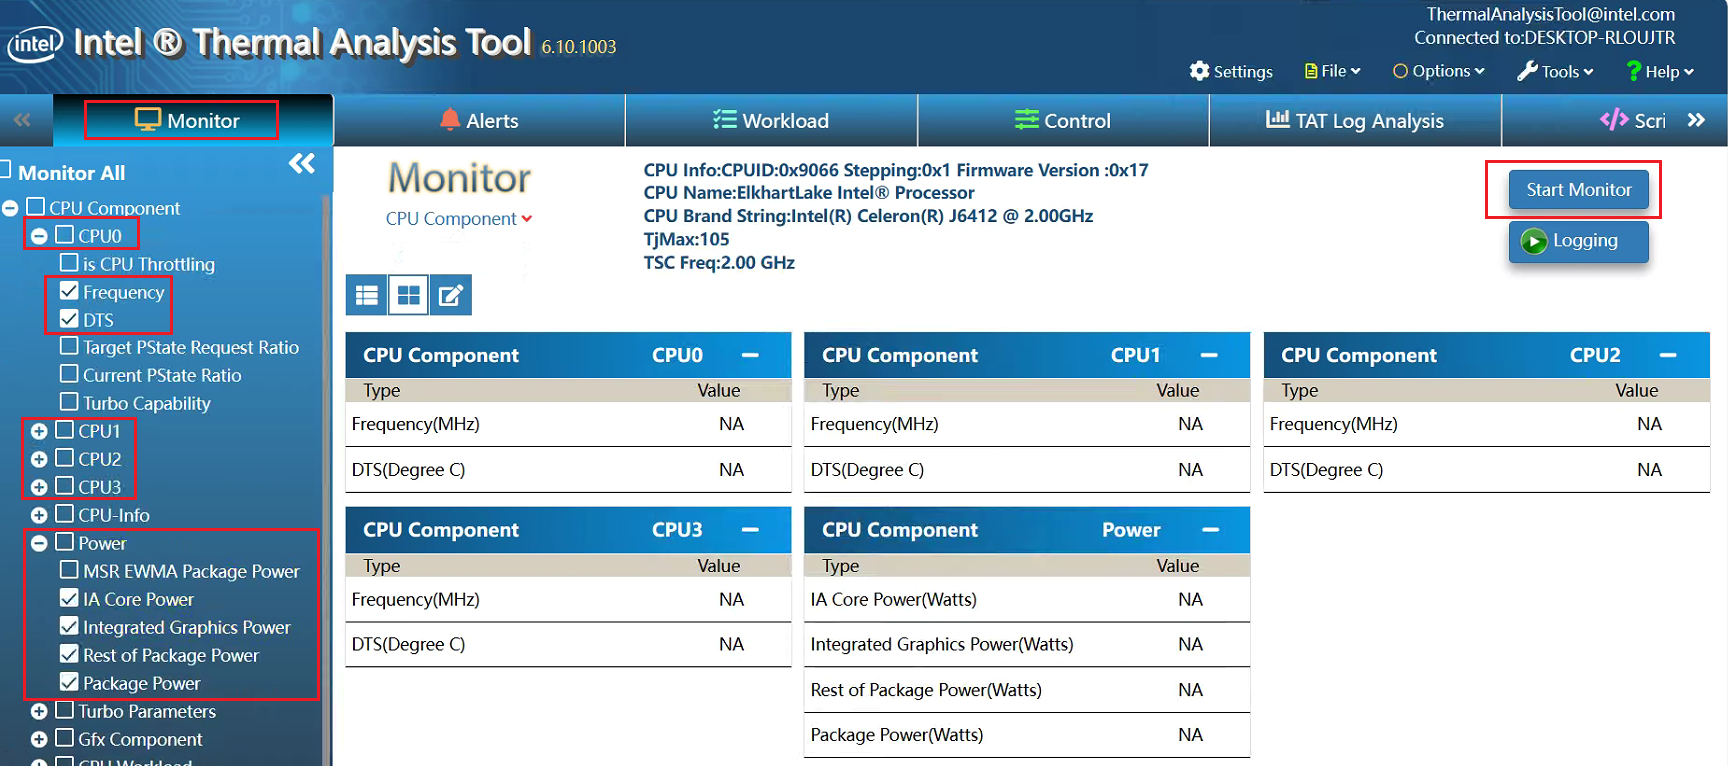 ThermalAnalysisTool@intel.com
intel Intel ® Thermal Analysis Tool 6.10.1003
Connected to:DESKTOP-RLOUJTR
Settings File Options Tools Help
Monitor Alerts Workload Control TAT Log Analysis Scri
Monitor All
CPU Component
CPU0
is CPU Throttling
Frequency
DTS
Target PState Request Ratio
Current PState Ratio
Turbo Capability
CPU1
CPU2
CPU3
CPU-Info
Power
MSR EWMA Package Power
IA Core Power
Integrated Graphics Power
Rest of Package Power
Package Power
Turbo Parameters
Gfx Component
CPU Workload
Monitor
CPU Component
CPU Info:CPUID:0x9066 Stepping:0x1 Firmware Version :0x17
CPU Name:ElkhartLake Intel® Processor
CPU Brand String:Intel(R) Celeron(R) J6412 @ 2.00GHz
TjMax:105
TSC Freq:2.00 GHz
Start Monitor
Logging
CPU Component CPU0
Type Value
Frequency(MHz) NA
DTS(Degree C) NA
CPU Component CPU1
Type Value
Frequency(MHz) NA
DTS(Degree C) NA
CPU Component CPU2
Type Value
Frequency(MHz) NA
DTS(Degree C) NA
CPU Component CPU3
Type Value
Frequency(MHz) NA
DTS(Degree C) NA
CPU Component Power
Type Value
IA Core Power(Watts) NA
Integrated Graphics Power(Watts) NA
Rest of Package Power(Watts) NA
Package Power(Watts) NA